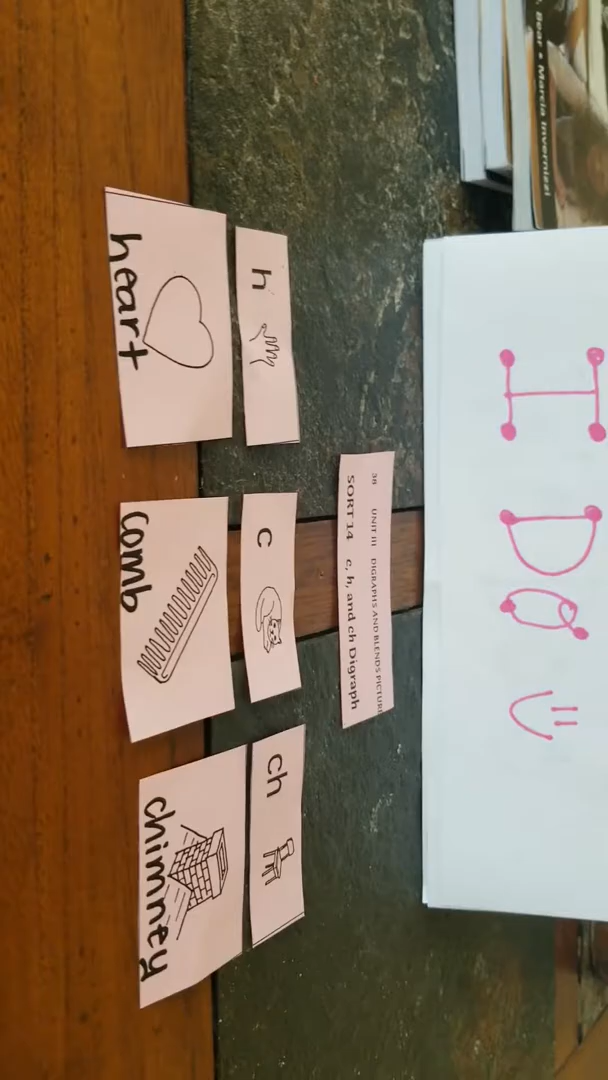 Bear • Marcia Invernizzi
I DO
38 UNIT III DIGRAPHS AND BLENDS PICTURE
SORT 14 c, h, and ch Digraph
h
c
ch
heart
comb
chimney